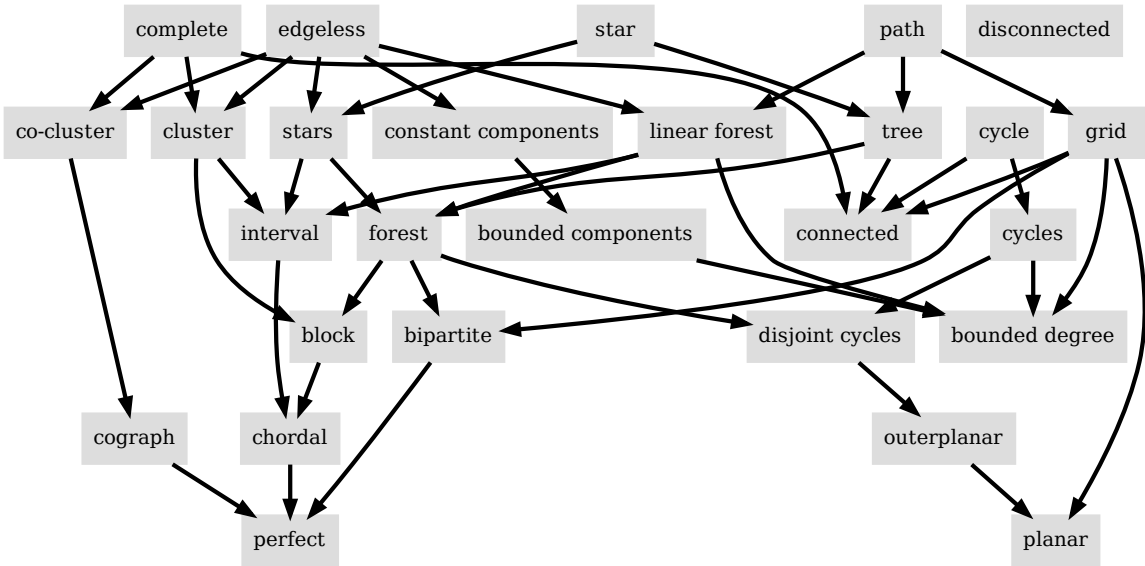 complete
edgeless
star
path
disconnected
co-cluster
cluster
stars
constant components
linear forest
tree
cycle
grid
interval
forest
bounded components
connected
cycles
block
bipartite
disjoint cycles
bounded degree
cograph
chordal
outerplanar
perfect
planar